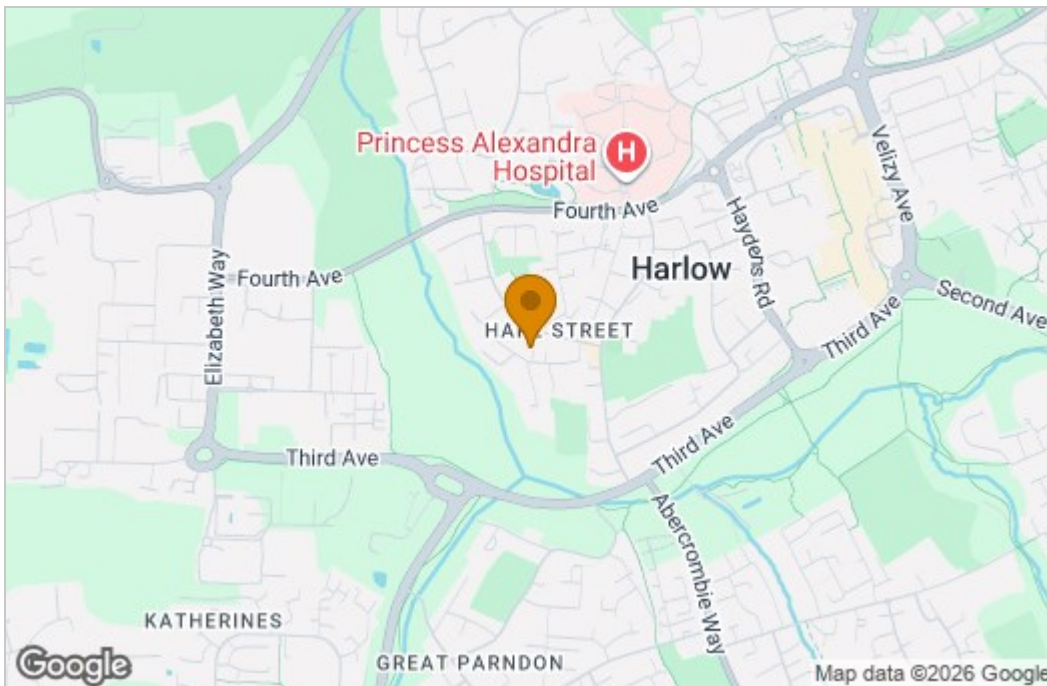 Princess Alexandra
Hospital
H
Fourth Ave
Velizy Ave
Haydens Rd
Harlow
Fourth Ave
Second Ave
Elizabeth Way
HARE STREET
Third Ave
Third Ave
Third Ave
Abercrombie Way
KATHERINES
GREAT PARNDON
Google
Map data ©2026 Google